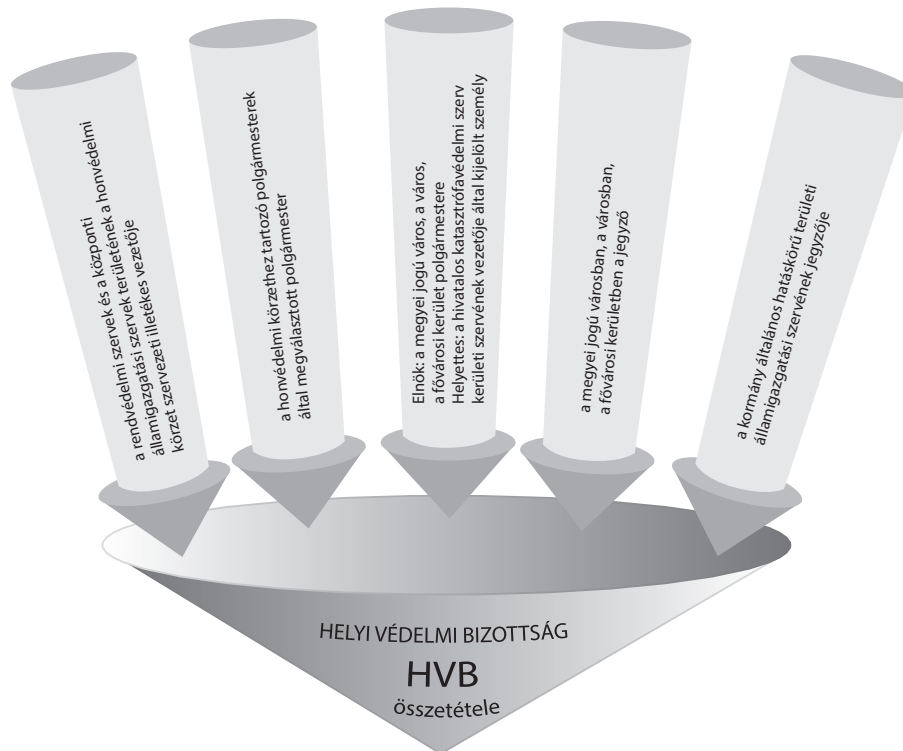 a rendvédelmi szervek és a központi
államigazgatási szervek területének a honvédelmi
körzet szervezeti illetékes vezetője
a honvédelmi körzethez tartozó polgármesterek
által megválasztott polgármester
Elnök: a megyei jogú város, a város,
a fővárosi kerület polgármestere
Helyettes: a hivatalos katasztrófavédelmi szerv
kerületi szervének vezetője által kijelölt személy
a megyei jogú városban, a városban,
a fővárosi kerületben a jegyző
a kormány általános hatáskörű területi
államigazgatási szervének jegyzője
HELYI VÉDELMI BIZOTTSÁG
HVB
összetétele